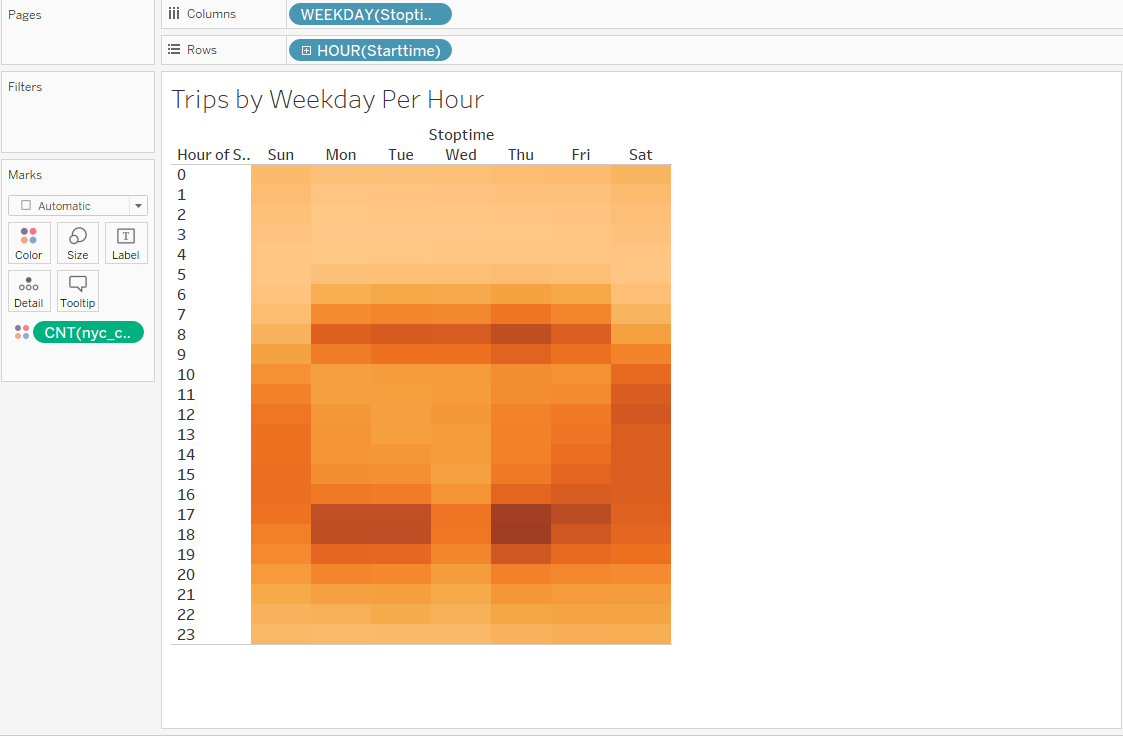 Pages
Columns
WEEKDAY(Stopti..
Rows
HOUR(Starttime)
Filters
Marks
Automatic
Color
Size
Label
Detail
Tooltip
CNT(nyc_c..
Trips by Weekday Per Hour
Stoptime
Hour of S.. Sun Mon Tue Wed Thu Fri Sat
0
1
2
3
4
5
6
7
8
9
10
11
12
13
14
15
16
17
18
19
20
21
22
23